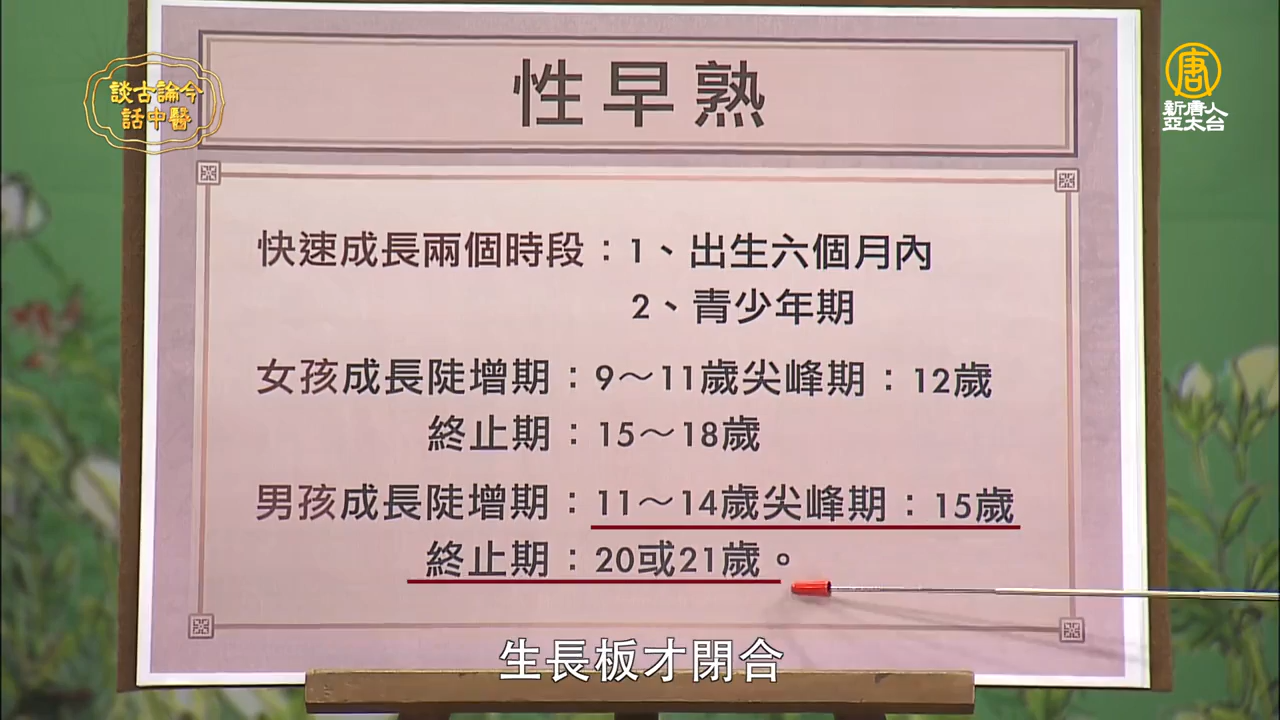 談古論今
話中醫
唐
新唐人
亞太台
性早熟
快速成長兩個時段：1、出生六個月內
2、青少年期
女孩成長陡增期：9～11歲尖峰期：12歲
終止期：15～18歲
男孩成長陡增期：11～14歲尖峰期：15歲
終止期：20或21歲。
生長板才閉合